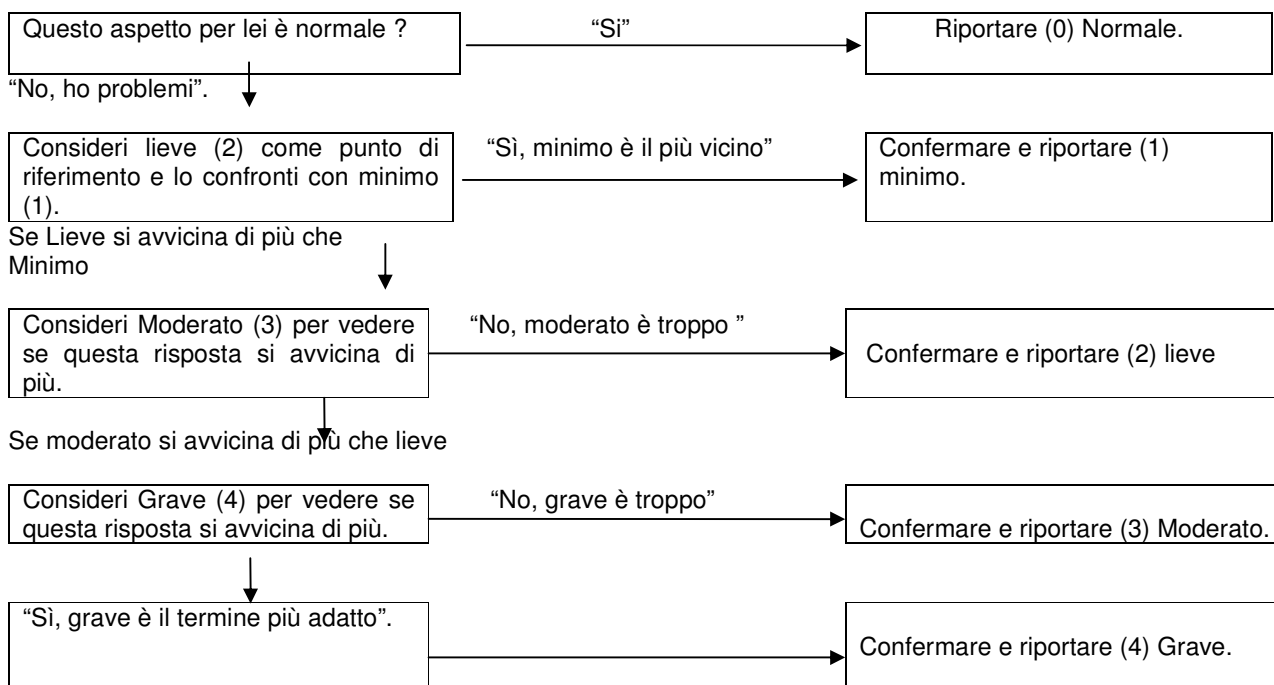 Questo aspetto per lei è normale ?
“Si”
Riportare (0) Normale.
“No, ho problemi”.
Consideri lieve (2) come punto di
riferimento e lo confronti con minimo
(1).
“Sì, minimo è il più vicino”
Confermare e riportare (1)
minimo.
Se Lieve si avvicina di più che
Minimo
Consideri Moderato (3) per vedere
se questa risposta si avvicina di
più.
“No, moderato è troppo ”
Confermare e riportare (2) lieve
Se moderato si avvicina di più che lieve
Consideri Grave (4) per vedere se
questa risposta si avvicina di più.
“No, grave è troppo”
Confermare e riportare (3) Moderato.
“Sì, grave è il termine più adatto”.
Confermare e riportare (4) Grave.